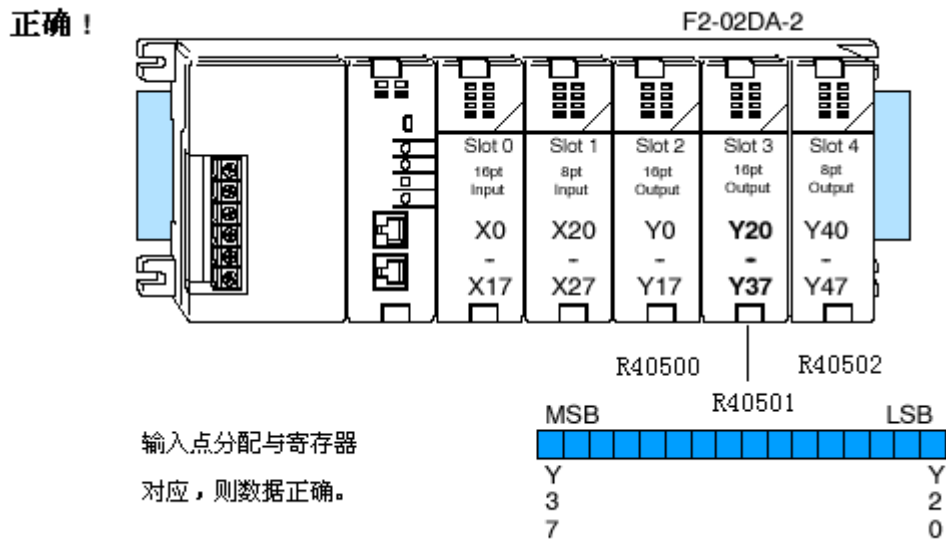 正确！
F2-02DA-2
Slot 0 Slot 1 Slot 2 Slot 3 Slot 4
16pt 8pt 16pt 16pt 8pt
Input Input Output Output Output
X0 X20 Y0 Y20 Y40
- - - - -
X17 X27 Y17 Y37 Y47
R40500 R40502
R40501
MSB LSB
输入点分配与寄存器
对应，则数据正确。
Y Y
3 2
7 0